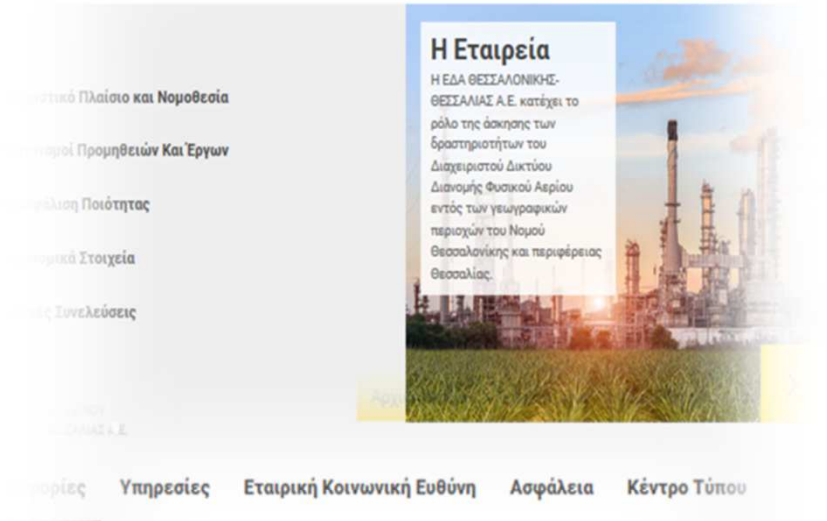 Η Εταιρεία
Η ΕΔΑ ΘΕΣΣΑΛΟΝΙΚΗΣ-
ΘΕΣΣΑΛΙΑΣ Α.Ε. κατέχει το
ρόλο της άσκησης των
δραστηριοτήτων του
Διαχειριστού Δικτύου
Διανομής Φυσικού Αερίου
εντός των γεωγραφικών
περιοχών του Νομού
Θεσσαλονίκης και περιφέρειας
Θεσσαλίας.
Πλαίσιο και Νομοθεσία
Προμηθειών Και Έργων
Ποιότητας
Στοιχεία
Συνελεύσεις
Υπηρεσίες Εταιρική Κοινωνική Ευθύνη Ασφάλεια Κέντρο Τύπου